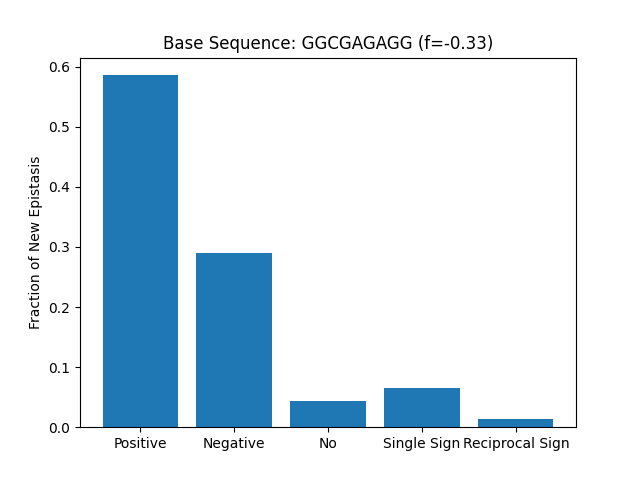 Base Sequence: GGCGAGAGG (f=-0.33)
Fraction of New Epistasis
0.6
0.5
0.4
0.3
0.2
0.1
0.0
Positive Negative No Single Sign Reciprocal Sign